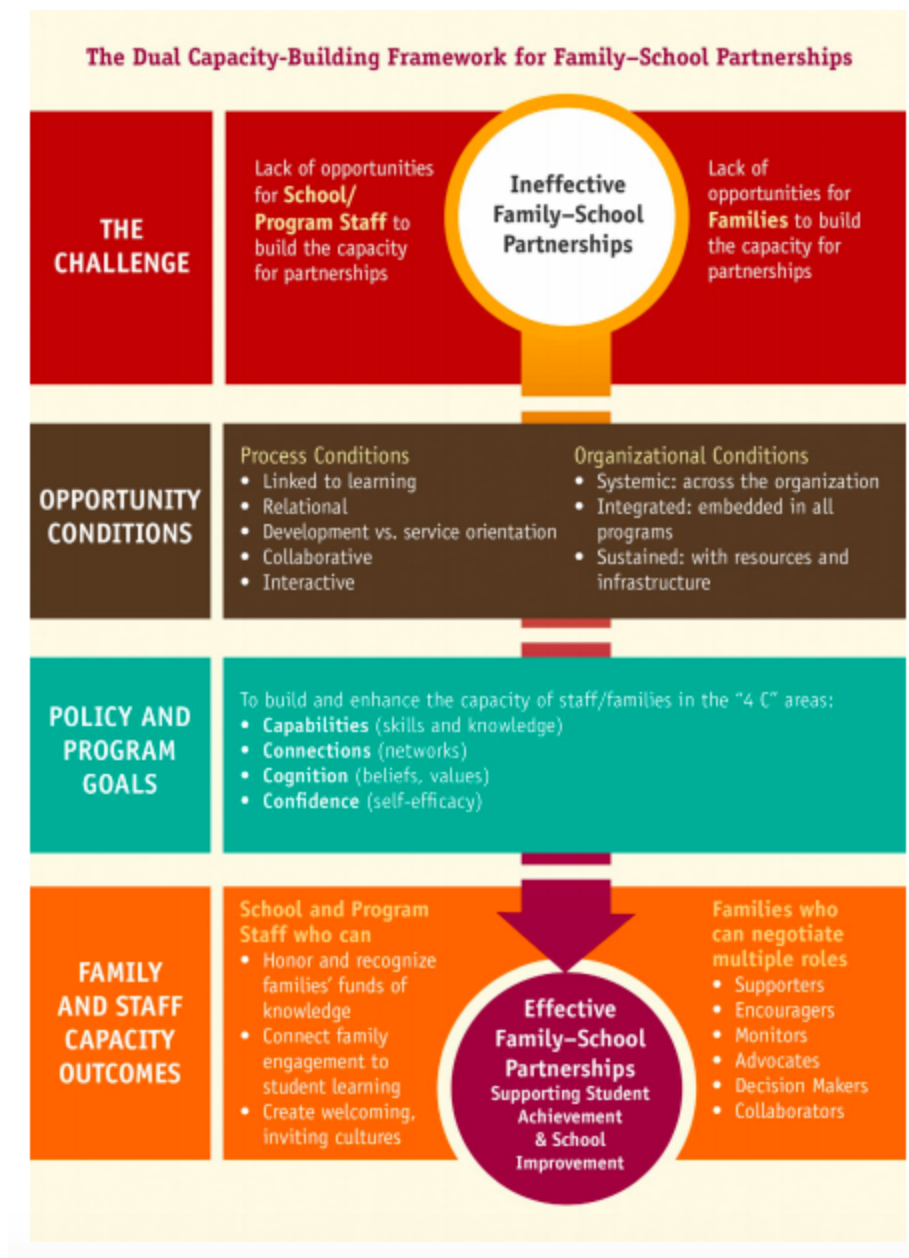 The Dual Capacity-Building Framework for Family–School Partnerships
THE
CHALLENGE
Lack of opportunities
for School/
Program Staff to
build the capacity
for partnerships
Ineffective
Family–School
Partnerships
Lack of
opportunities for
Families to build
the capacity for
partnerships
OPPORTUNITY
CONDITIONS
Process Conditions
• Linked to learning
• Relational
• Development vs. service orientation
• Collaborative
• Interactive
Organizational Conditions
• Systemic: across the organization
• Integrated: embedded in all
programs
• Sustained: with resources and
infrastructure
POLICY AND
PROGRAM
GOALS
To build and enhance the capacity of staff/families in the “4 C” areas:
• Capabilities (skills and knowledge)
• Connections (networks)
• Cognition (beliefs, values)
• Confidence (self-efficacy)
FAMILY
AND STAFF
CAPACITY
OUTCOMES
School and Program
Staff who can
• Honor and recognize
families’ funds of
knowledge
• Connect family
engagement to
student learning
• Create welcoming,
inviting cultures
Effective
Family–School
Partnerships
Supporting Student
Achievement
& School
Improvement
Families who
can negotiate
multiple roles
• Supporters
• Encouragers
• Monitors
• Advocates
• Decision Makers
• Collaborators